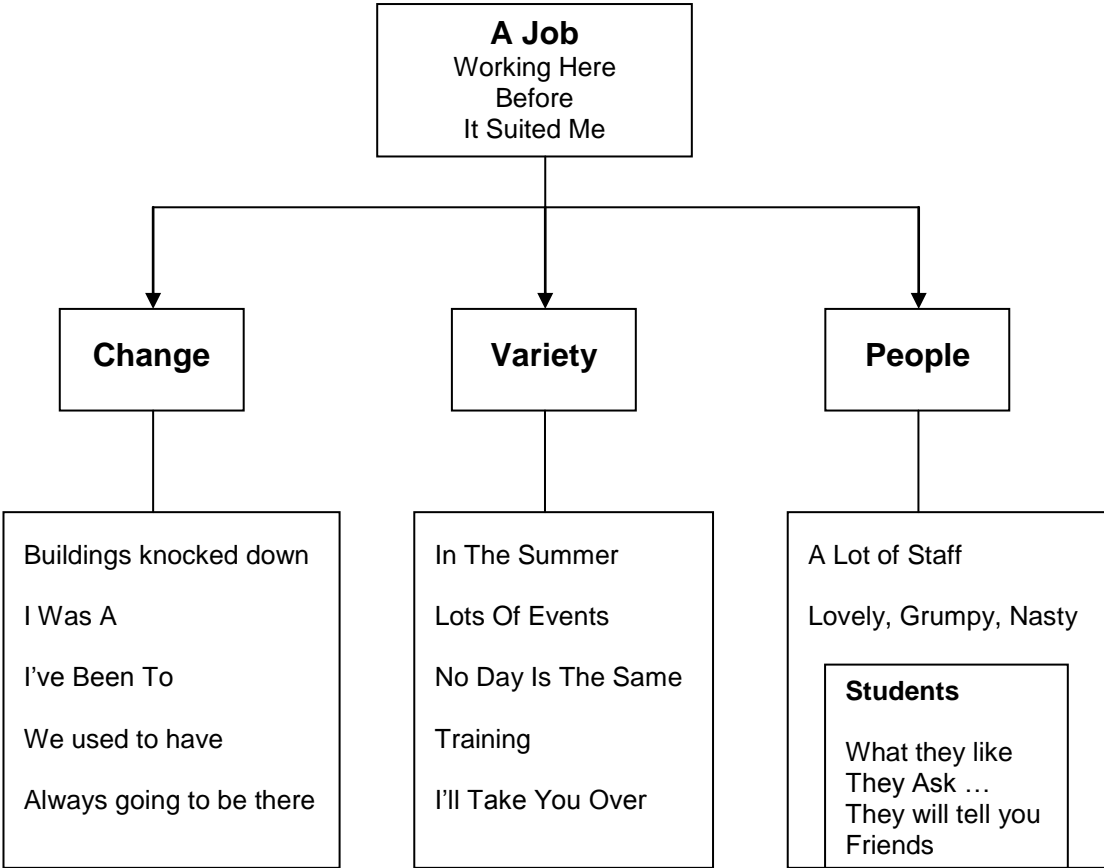 A Job
Working Here
Before
It Suited Me
Change
Variety
People
Buildings knocked down
I Was A
I've Been To
We used to have
Always going to be there
In The Summer
Lots Of Events
No Day Is The Same
Training
I'll Take You Over
A Lot of Staff
Lovely, Grumpy, Nasty
Students
What they like
They Ask …
They will tell you
Friends